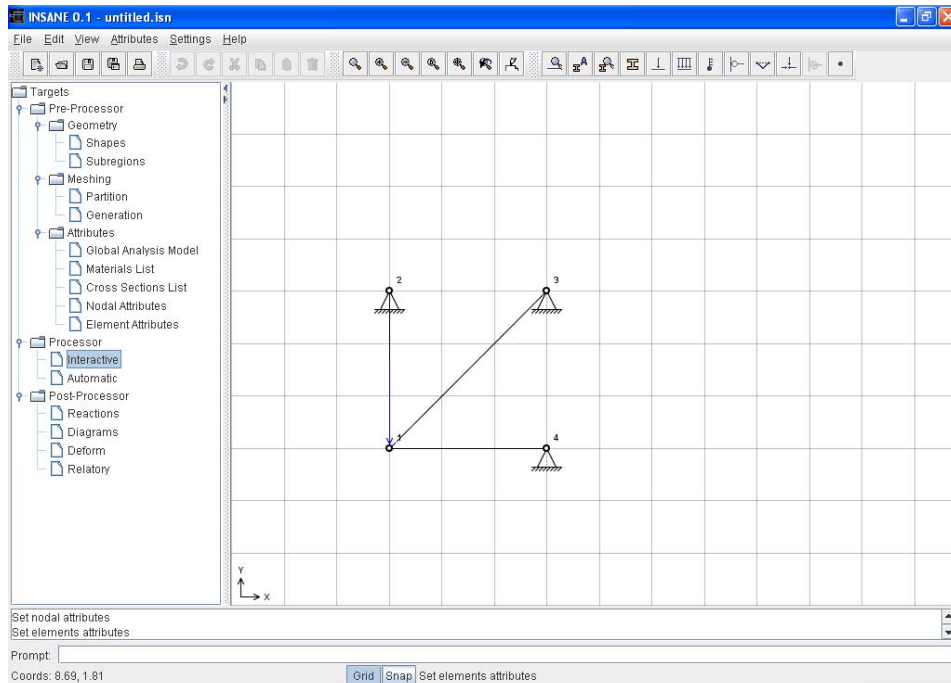 INSANE 0.1 - untitled.isn
File Edit View Attributes Settings Help
Targets
Pre-Processor
Geometry
Shapes
Subregions
Meshing
Partition
Generation
Attributes
Global Analysis Model
Materials List
Cross Sections List
Nodal Attributes
Element Attributes
Processor
Interactive
Automatic
Post-Processor
Reactions
Diagrams
Deform
Relatory
2 3
1 4
Y
X
Set nodal attributes
Set elements attributes
Prompt:
Coords: 8.69, 1.81 Grid Snap Set elements attributes